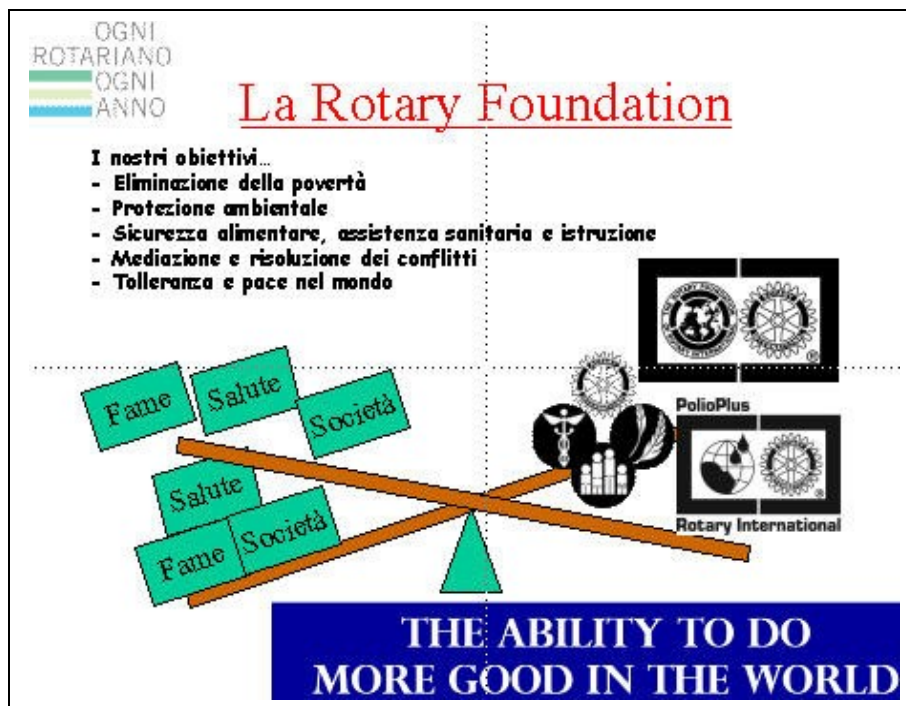 OGNI
ROTARIANO
OGNI
ANNO
La Rotary Foundation
I nostri obiettivi...
- Eliminazione della povertà
- Protezione ambientale
- Sicurezza alimentare, assistenza sanitaria e istruzione
- Mediazione e risoluzione dei conflitti
- Tolleranza e pace nel mondo
Fame
Salute
Società
Salute
Fame
Società
PolioPlus
Rotary International
THE ABILITY TO DO
MORE GOOD IN THE WORLD